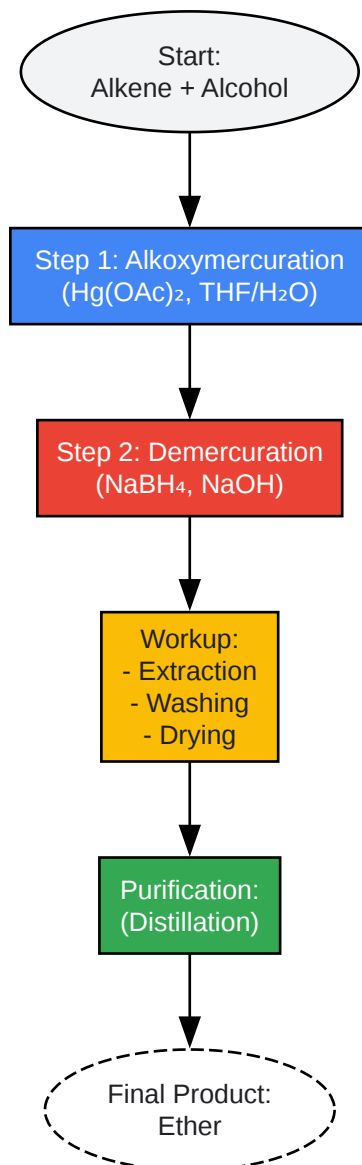 Start:
Alkene + Alcohol
Step 1: Alkoxymercuration
(Hg(OAc)₂, THF/H₂O)
Step 2: Demercuration
(NaBH₄, NaOH)
Workup:
- Extraction
- Washing
- Drying
Purification:
(Distillation)
Final Product:
Ether